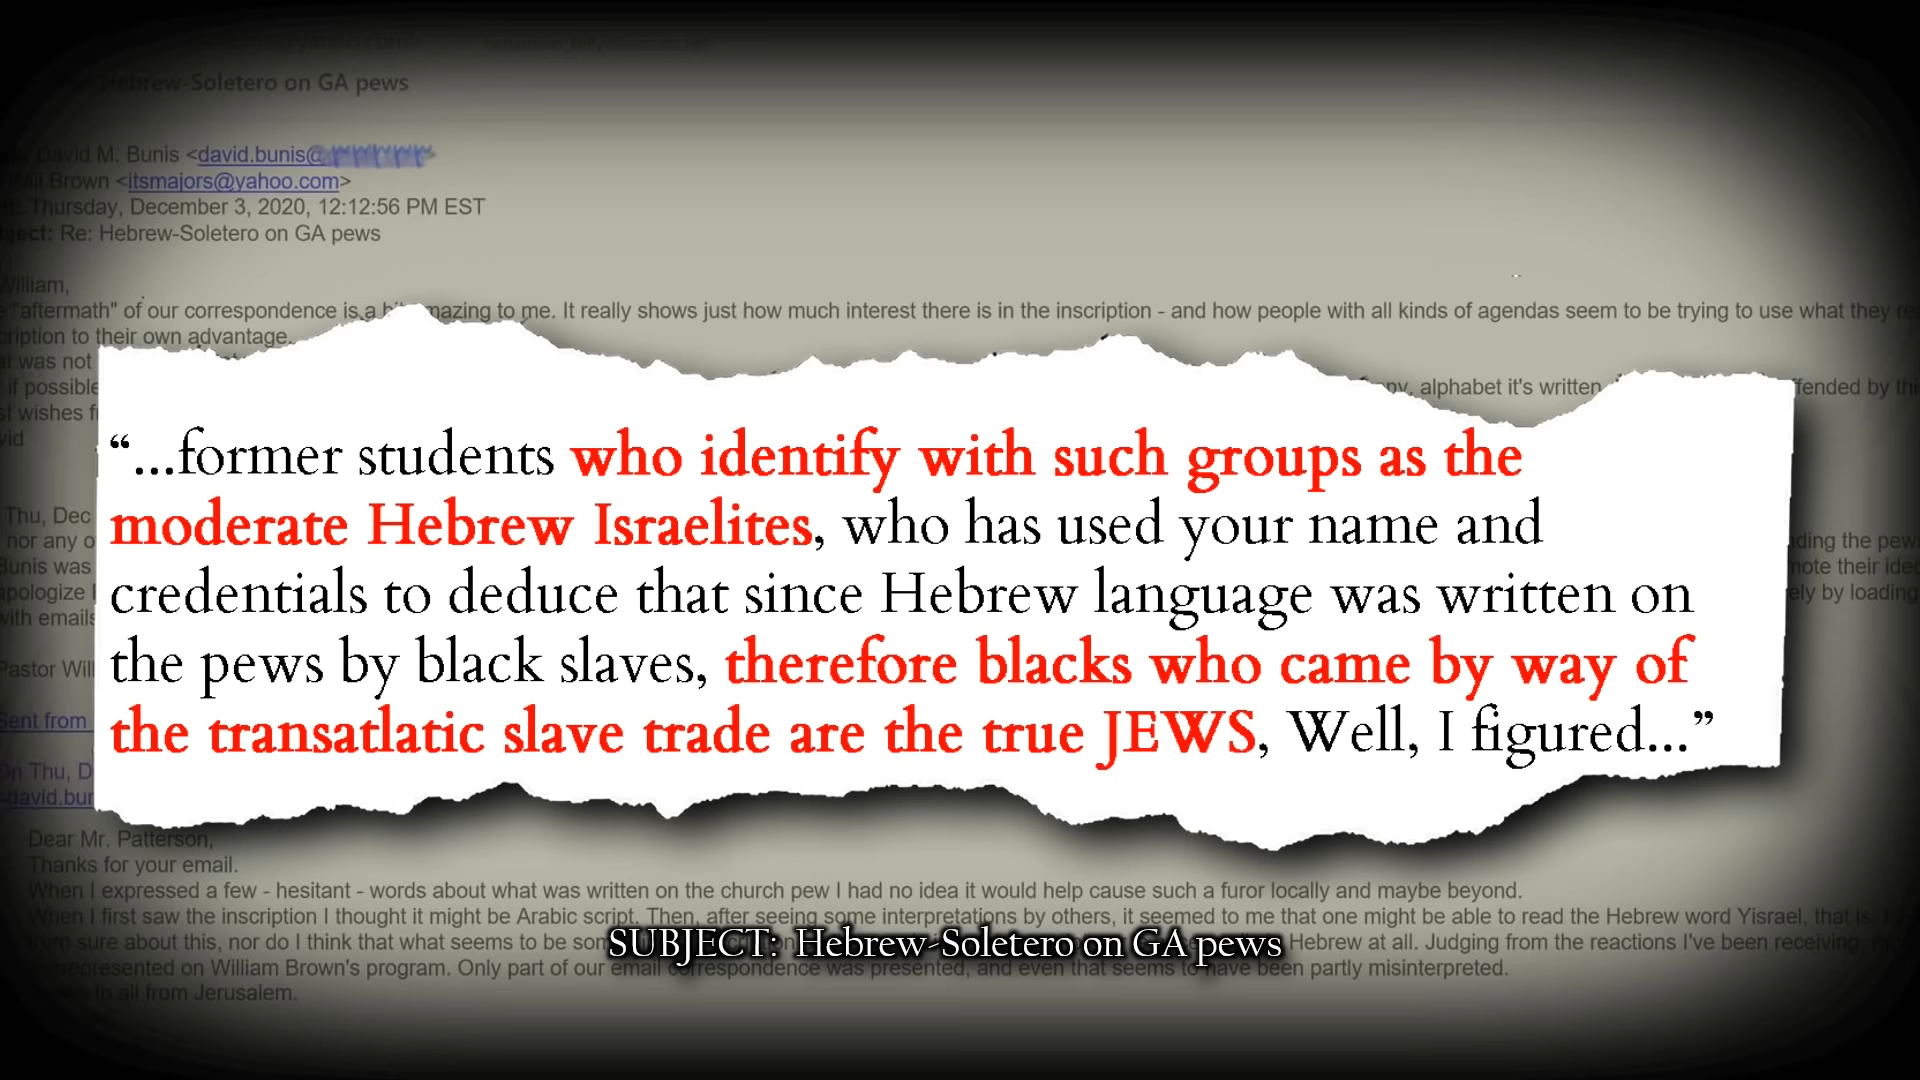 Hebrew-Soletero on GA pews
David M. Bunis <david.bunis@
Will Brown <itsmajors@yahoo.com>
Thursday, December 3, 2020, 12:12:56 PM EST
Subject: Re: Hebrew-Soletero on GA pews
William,
"aftermath" of our correspondence is a bit amazing to me. It really shows just how much interest there is in the inscription - and how people with all kinds of agendas seem to be trying to use what they
to their own advantage.
was not
if possible alphabet it's written offended by
wishes
“...former students who identify with such groups as the
moderate Hebrew Israelites, who has used your name and
credentials to deduce that since Hebrew language was written on
the pews by black slaves, therefore blacks who came by way of
the transatlatic slave trade are the true JEWS, Well, I figured...”
Thu, Dec
nor any the pews
Bunis was their
apologize by loading
with emails
Pastor Will
Sent from
On Thu, D
<david.bun
Dear Mr. Patterson,
Thanks for your email.
When I expressed a few - hesitant - words about what was written on the church pew I had no idea it would help cause such a furor locally and maybe beyond.
When I first saw the inscription I thought it might be Arabic script. Then, after seeing some interpretations by others, it seemed to me that one might be able to read the Hebrew word Yisrael, that is,
sure about this, nor do I think that what seems to be Hebrew at all. Judging from the reactions I've been receiving,
SUBJECT: Hebrew-Soletero on GA pews
on William Brown's program. Only part of our email correspondence was presented, and even that seems to have been partly misinterpreted.
to all from Jerusalem.